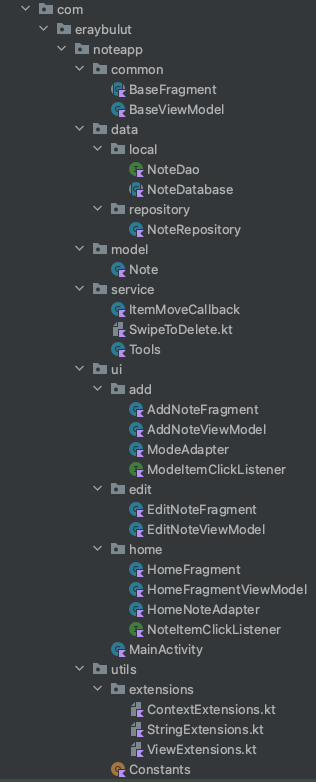 com
eraybulut
noteapp
common
BaseFragment
BaseViewModel
data
local
NoteDao
NoteDatabase
repository
NoteRepository
model
Note
service
ItemMoveCallback
SwipeToDelete.kt
Tools
ui
add
AddNoteFragment
AddNoteViewModel
ModeAdapter
ModeItemClickListener
edit
EditNoteFragment
EditNoteViewModel
home
HomeFragment
HomeFragmentViewModel
HomeNoteAdapter
NoteItemClickListener
MainActivity
utils
extensions
ContextExtensions.kt
StringExtensions.kt
ViewExtensions.kt
Constants